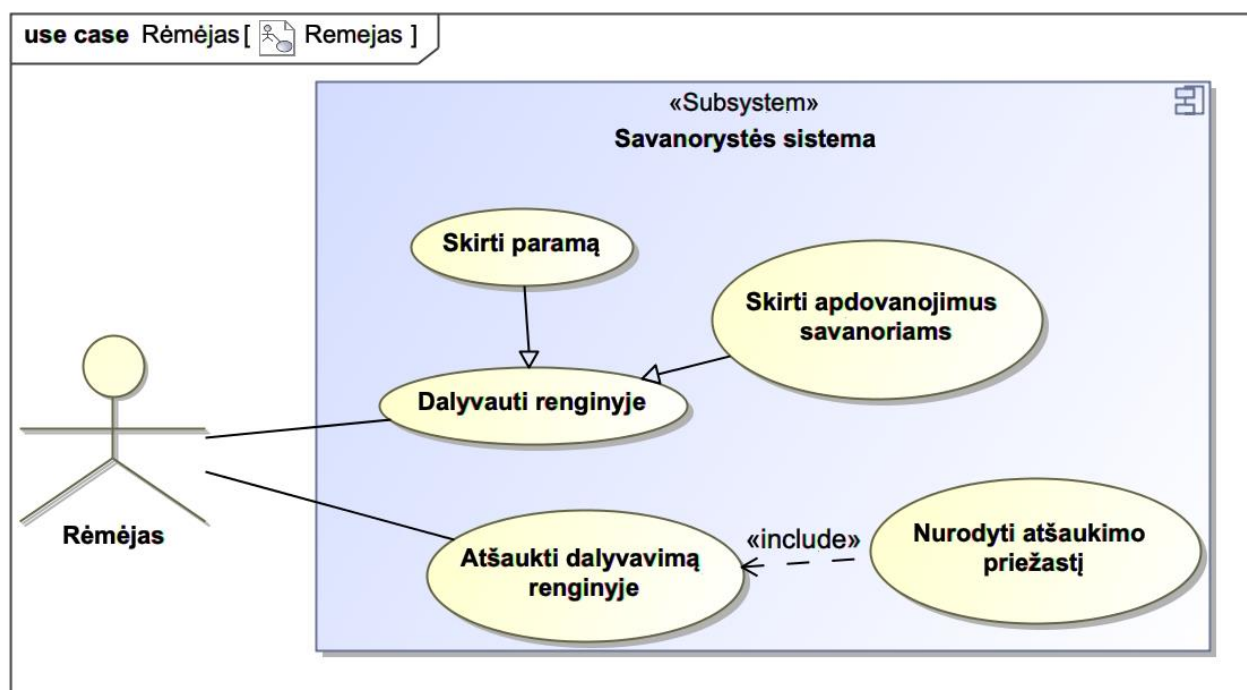 use case Rėmėjas [ Remejas ]
«Subsystem»
Savanorystės sistema
Skirti paramą
Skirti apdovanojimus
savanoriams
Dalyvauti renginyje
Rėmėjas
Atšaukti dalyvavimą
renginyje
«include»
Nurodyti atšaukimo
priežastį